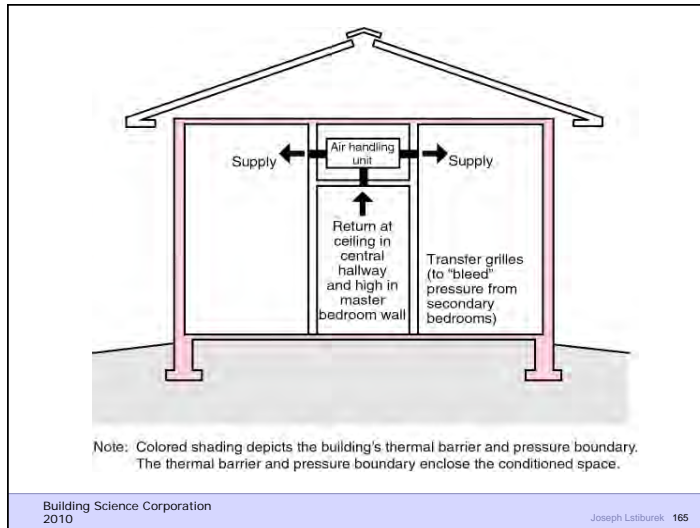 Supply
Air handling
unit
Supply
Return at
ceiling in
central
hallway
and high in
master
bedroom wall
Transfer grilles
(to "bleed"
pressure from
secondary
bedrooms)
Note: Colored shading depicts the building's thermal barrier and pressure boundary.
The thermal barrier and pressure boundary enclose the conditioned space.
Building Science Corporation
2010
Joseph Lstiburek 165